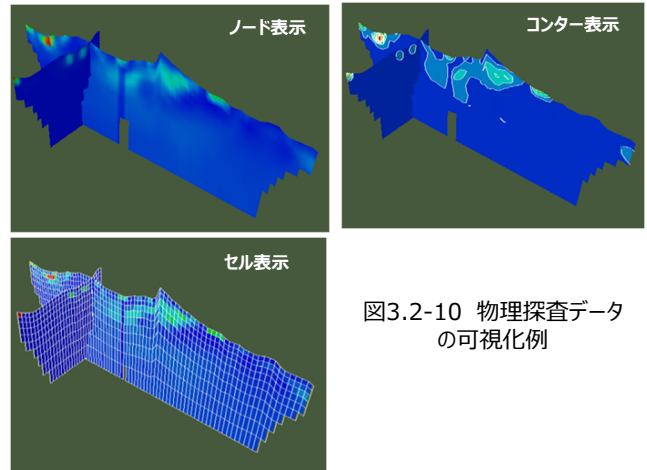 ノード表示
コンター表示
セル表示
図3.2-10 物理探査データ
の可視化例